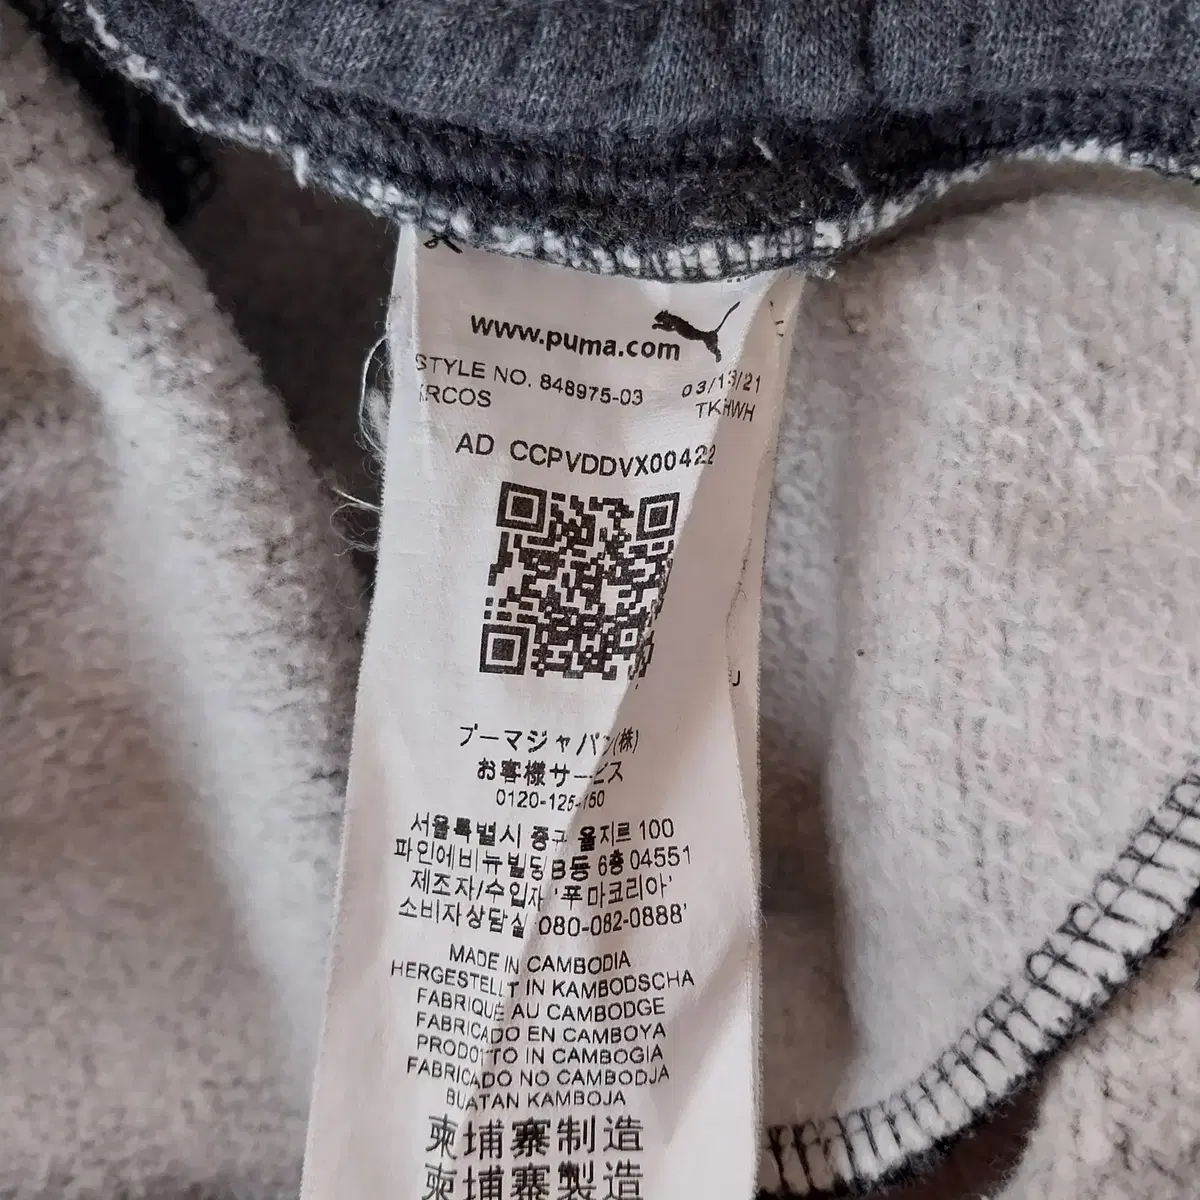 www.puma.com
STYLE NO. 848975-03 03/13/21
IRCOS TKHWH
AD CCPVDDVX00422
プーマジャパン(株)
お客様サービス
0120-125-150
서울특별시 중구 을지르 100
파인에비뉴빌딩 B동 6층 04551
제조자/수입자 '푸마코리아'
소비자상담실 080-082-0888'
MADE IN CAMBODIA
HERGESTELLT IN KAMBODSCHA
FABRIQUE AU CAMBODGE
FABRICADO EN CAMBOYA
PRODOTTO IN CAMBOGIA
FABRICADO NO CAMBODJA
BUATAN KAMBOJA
柬埔寨制造
柬埔寨製造